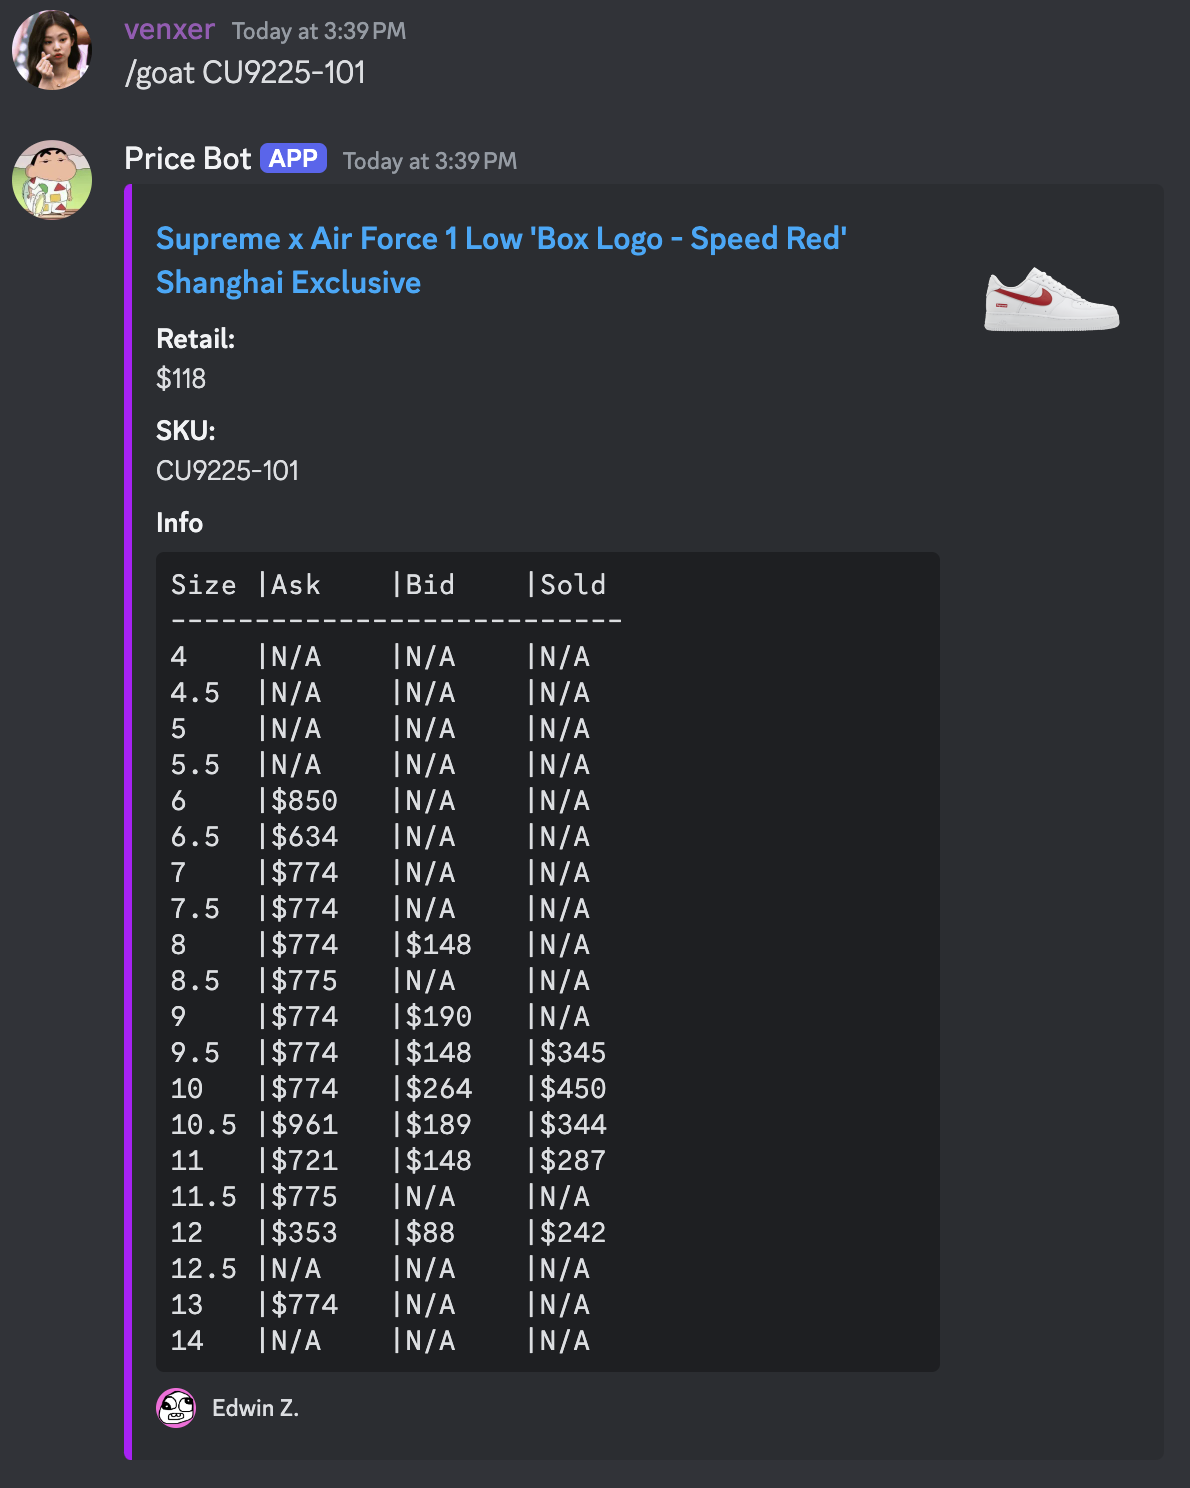 venxer Today at 3:39 PM
/goat CU9225-101
Price Bot APP Today at 3:39 PM
Supreme x Air Force 1 Low 'Box Logo - Speed Red'
Shanghai Exclusive
Retail:
$118
SKU:
CU9225-101
Info
Size |Ask |Bid |Sold
---------------------------
4 |N/A |N/A |N/A
4.5 |N/A |N/A |N/A
5 |N/A |N/A |N/A
5.5 |N/A |N/A |N/A
6 |$850 |N/A |N/A
6.5 |$634 |N/A |N/A
7 |$774 |N/A |N/A
7.5 |$774 |N/A |N/A
8 |$774 |$148 |N/A
8.5 |$775 |N/A |N/A
9 |$774 |$190 |N/A
9.5 |$774 |$148 |$345
10 |$774 |$264 |$450
10.5 |$961 |$189 |$344
11 |$721 |$148 |$287
11.5 |$775 |N/A |N/A
12 |$353 |$88 |$242
12.5 |N/A |N/A |N/A
13 |$774 |N/A |N/A
14 |N/A |N/A |N/A
Edwin Z.